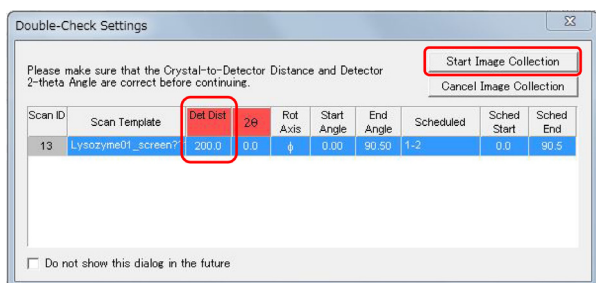 Double-Check Settings
Please make sure that the Crystal-to-Detector Distance and Detector
2-theta Angle are correct before continuing.
Start Image Collection
Cancel Image Collection
Scan ID Scan Template Det Dist 2θ Rot Axis Start Angle End Angle Scheduled Sched Start Sched End
13 Lysozyme01_screen?? 200.0 0.0 ϕ 0.00 90.50 1-2 0.0 90.5
Do not show this dialog in the future